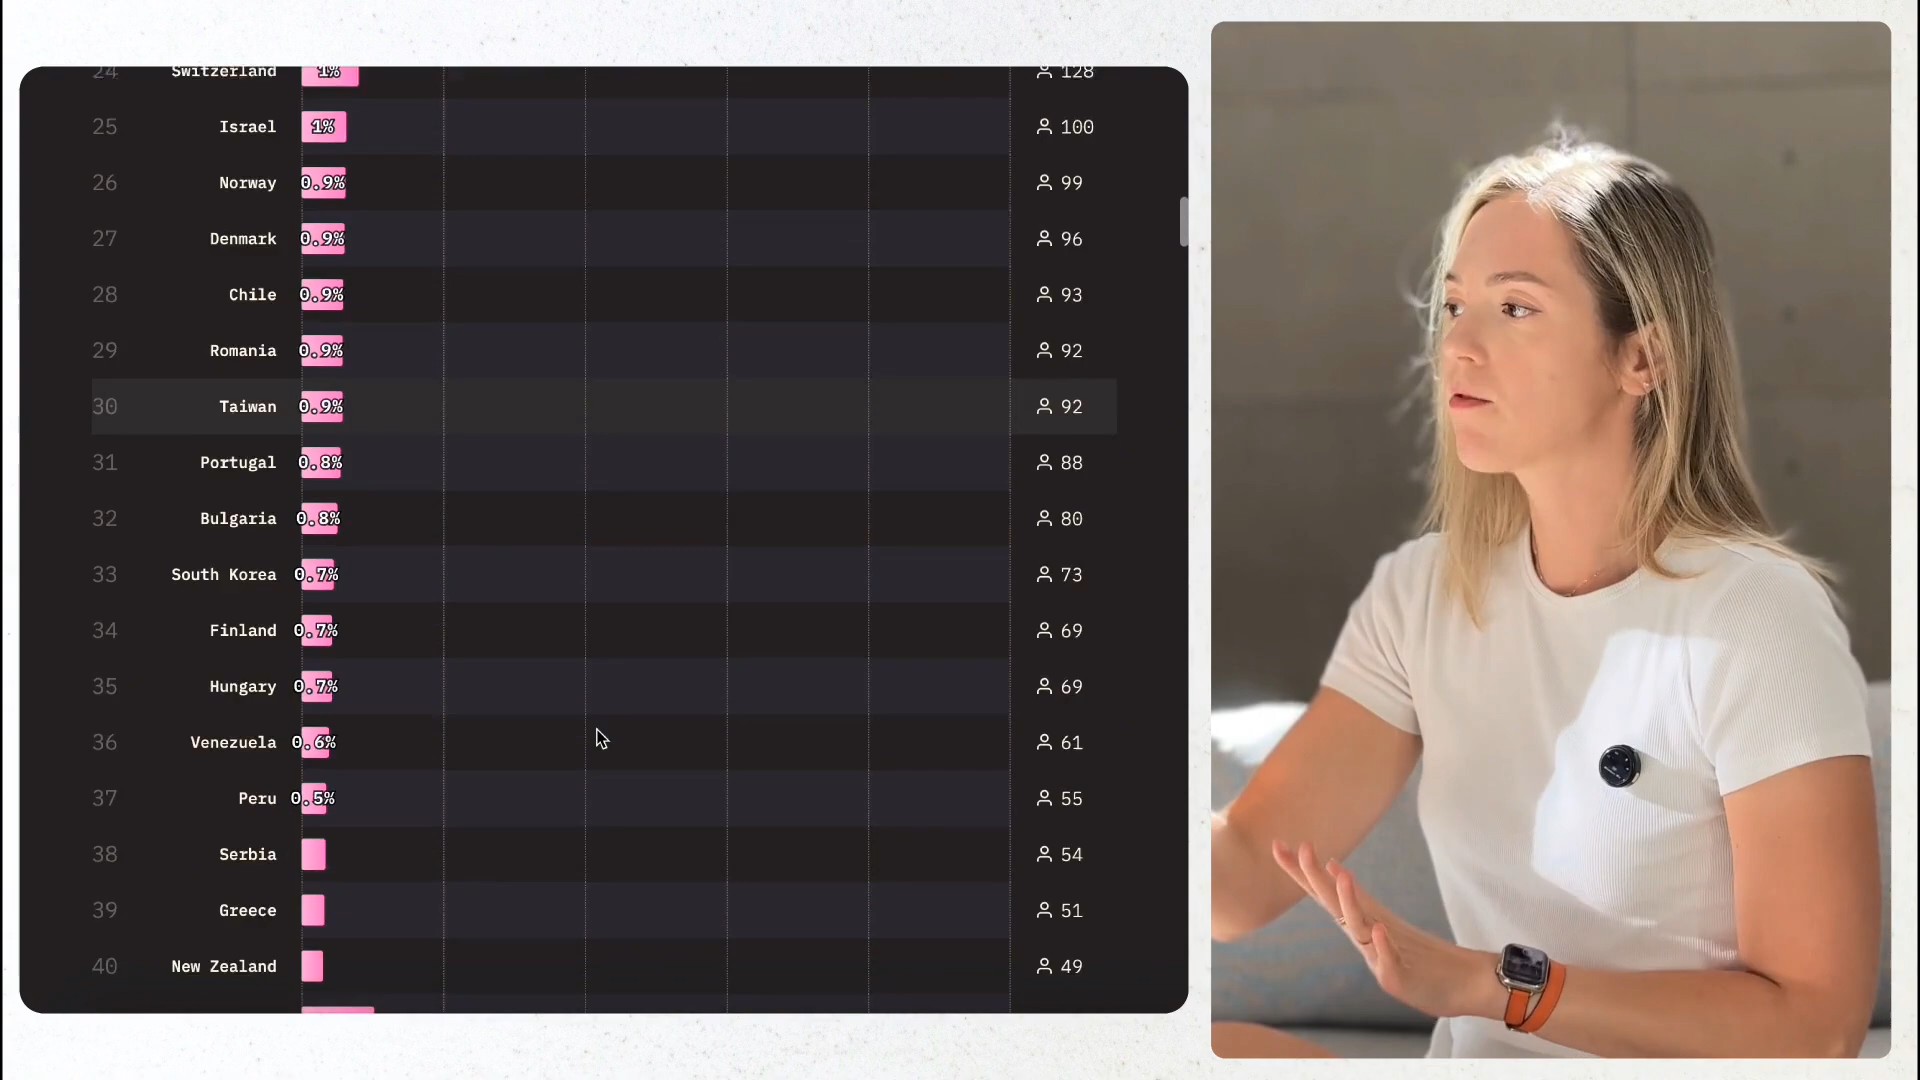 24 Switzerland 1% 128
25 Israel 1% 100
26 Norway 0.9% 99
27 Denmark 0.9% 96
28 Chile 0.9% 93
29 Romania 0.9% 92
30 Taiwan 0.9% 92
31 Portugal 0.8% 88
32 Bulgaria 0.8% 80
33 South Korea 0.7% 73
34 Finland 0.7% 69
35 Hungary 0.7% 69
36 Venezuela 0.6% 61
37 Peru 0.5% 55
38 Serbia 54
39 Greece 51
40 New Zealand 49